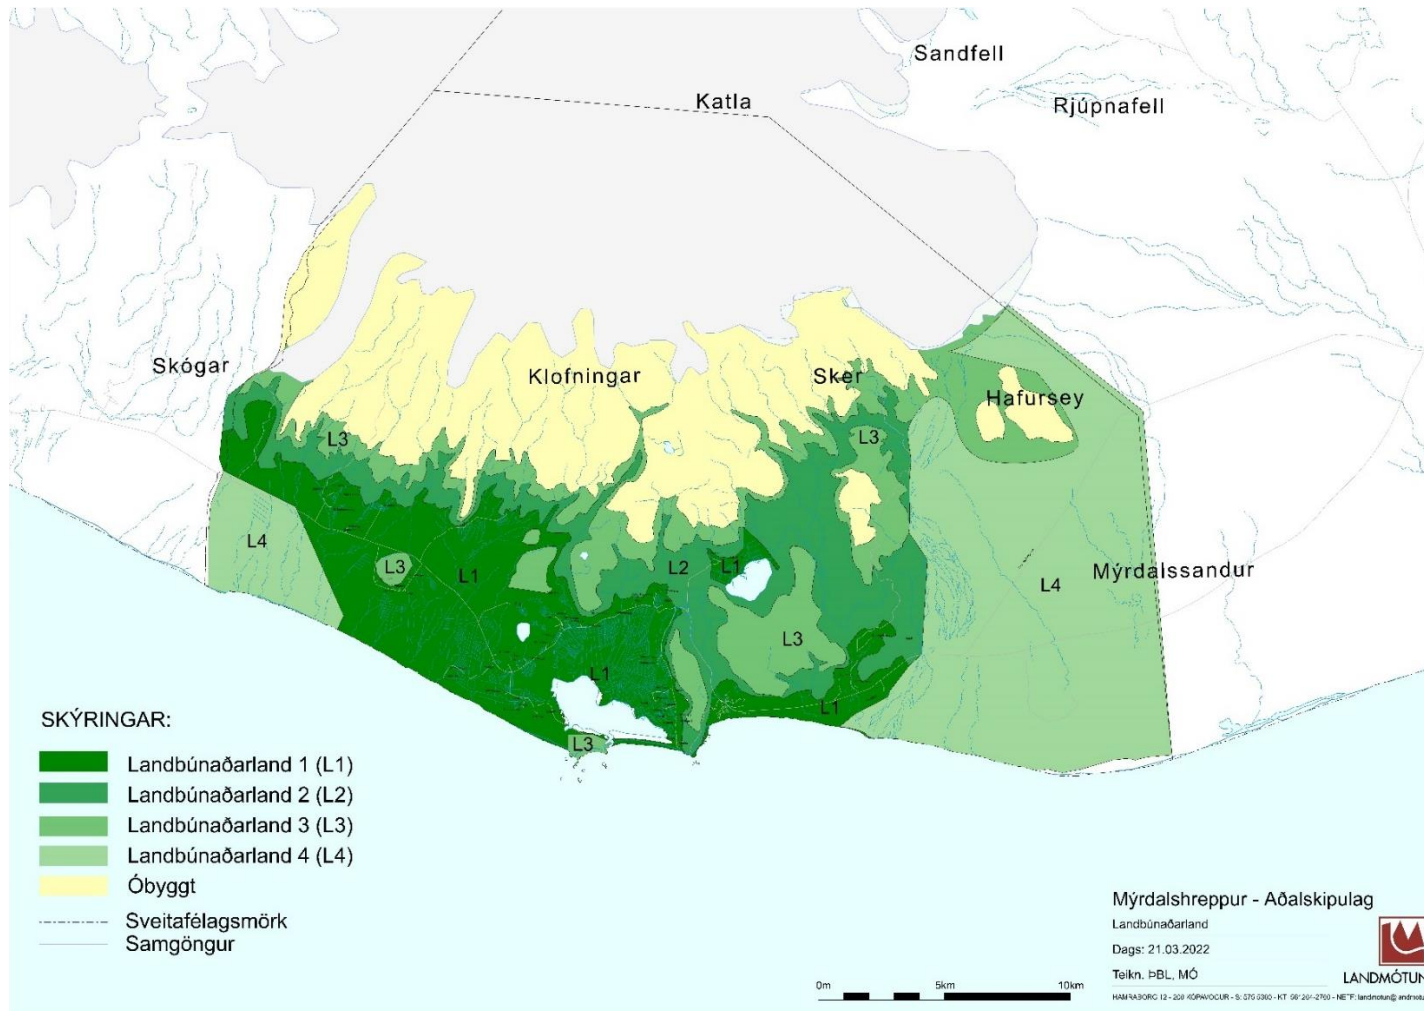 Sandfell
Katla
Rjúpnafell
Skógar
Klofningar
Sker
Hafursey
L3
L3
L4
L3
L1
L2
L1
L4
Mýrdalssandur
L3
L1
L1
L3
SKÝRINGAR:
Landbúnaðarland 1 (L1)
Landbúnaðarland 2 (L2)
Landbúnaðarland 3 (L3)
Landbúnaðarland 4 (L4)
Óbyggt
Sveitafélagsmörk
Samgöngur
Mýrdalshreppur - Aðalskipulag
Landbúnaðarland
Dags: 21.03.2022
Teikn. ÞBL, MÓ
LANDMÓTUN
0m 5km 10km